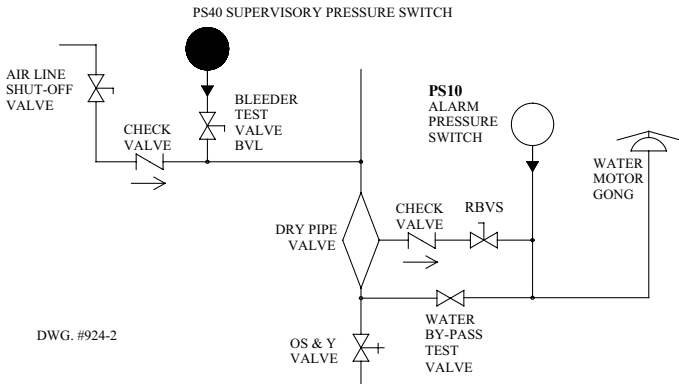 PS40 SUPERVISORY PRESSURE SWITCH
AIR LINE
SHUT-OFF
VALVE
BLEEDER
TEST
VALVE
BVL
CHECK
VALVE
PS10
ALARM
PRESSURE
SWITCH
WATER
MOTOR
GONG
DRY PIPE
VALVE
CHECK
VALVE
RBVS
WATER
BY-PASS
TEST
VALVE
OS & Y
VALVE
DWG. #924-2